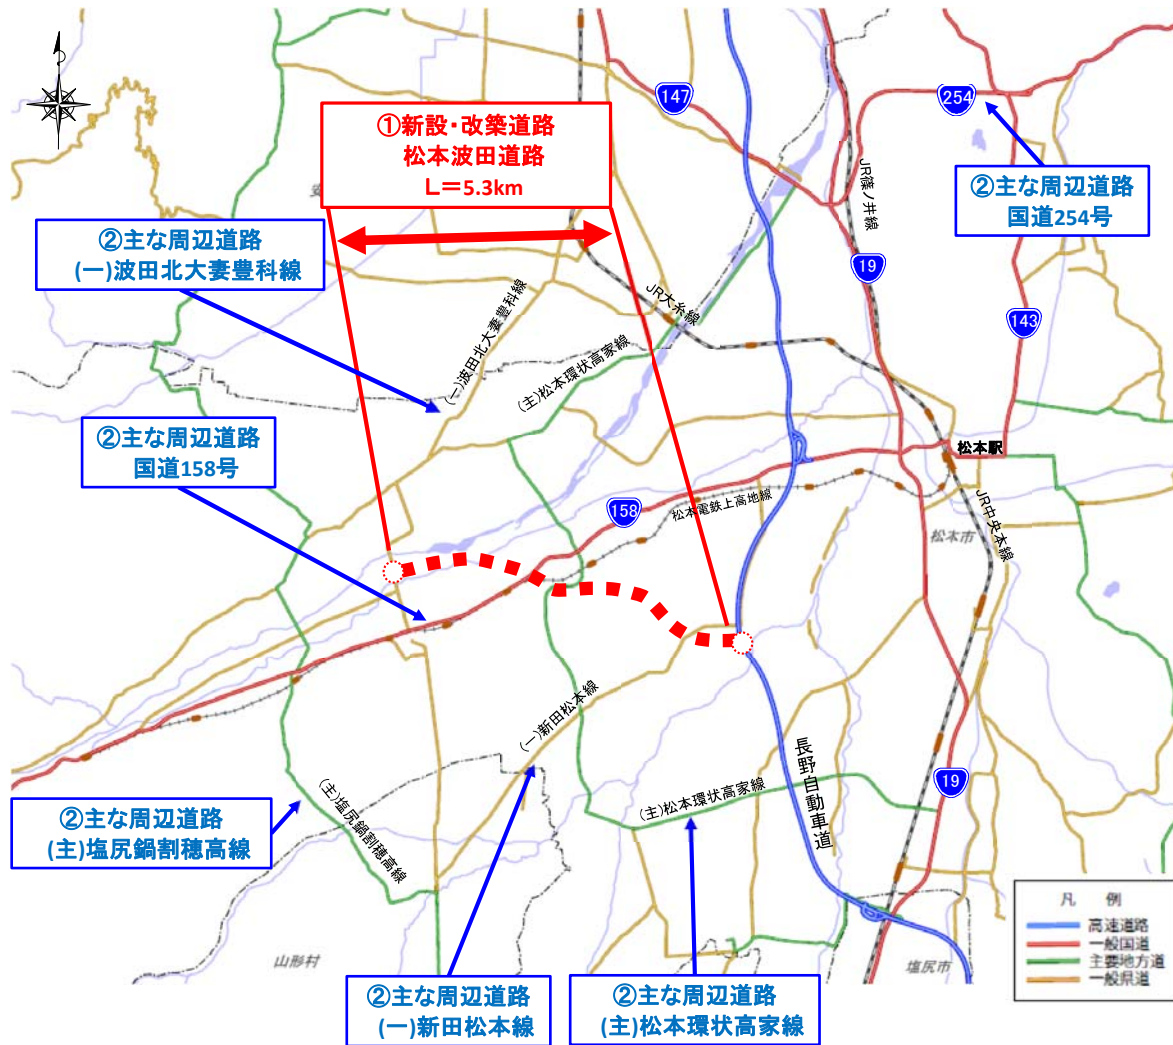 ①新設・改築道路
松本波田道路
L=5.3km
147
254
②主な周辺道路
国道254号
JR篠ノ井線
②主な周辺道路
(一)波田北大妻豊科線
19
143
JR大糸線
(一)波田北大妻豊科線
(主)松本環状高家線
②主な周辺道路
国道158号
松本駅
158
松本電鉄上高地線
JR中央本線
松本市
(一)新田松本線
長野自動車道
②主な周辺道路
(主)塩尻鍋割穂高線
(主)塩尻鍋割穂高線
(主)松本環状高家線
19
山形村
塩尻市
凡 例
高速道路
一般国道
主要地方道
一般県道
②主な周辺道路
(一)新田松本線
②主な周辺道路
(主)松本環状高家線